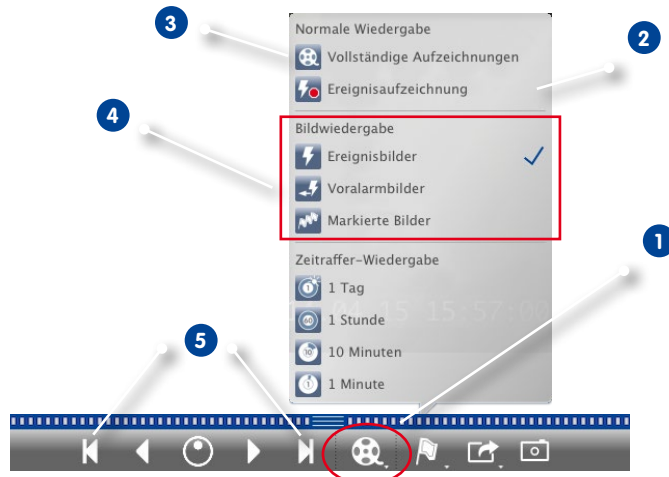 3
Normale Wiedergabe
2
Vollständige Aufzeichnungen
Ereignisaufzeichnung
4
Bildwiedergabe
Ereignisbilder
Voralarmbilder
Markierte Bilder
1
Zeitraffer-Wiedergabe
1 Tag
1 Stunde
10 Minuten
1 Minute
5